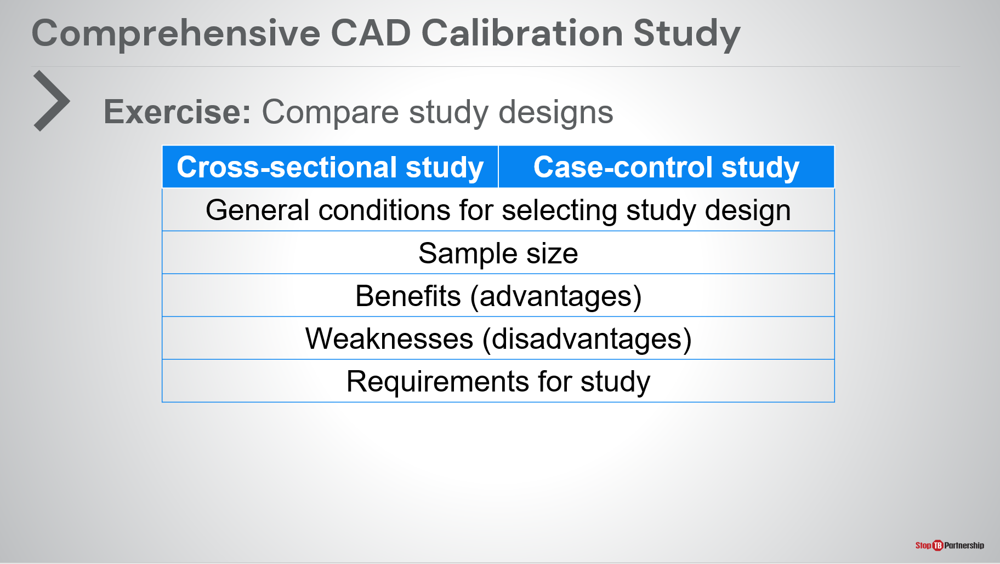 Comprehensive CAD Calibration Study
Exercise: Compare study designs
Cross-sectional study
Case-control study
General conditions for selecting study design
Sample size
Benefits (advantages)
Weaknesses (disadvantages)
Requirements for study
Stop TB Partnership